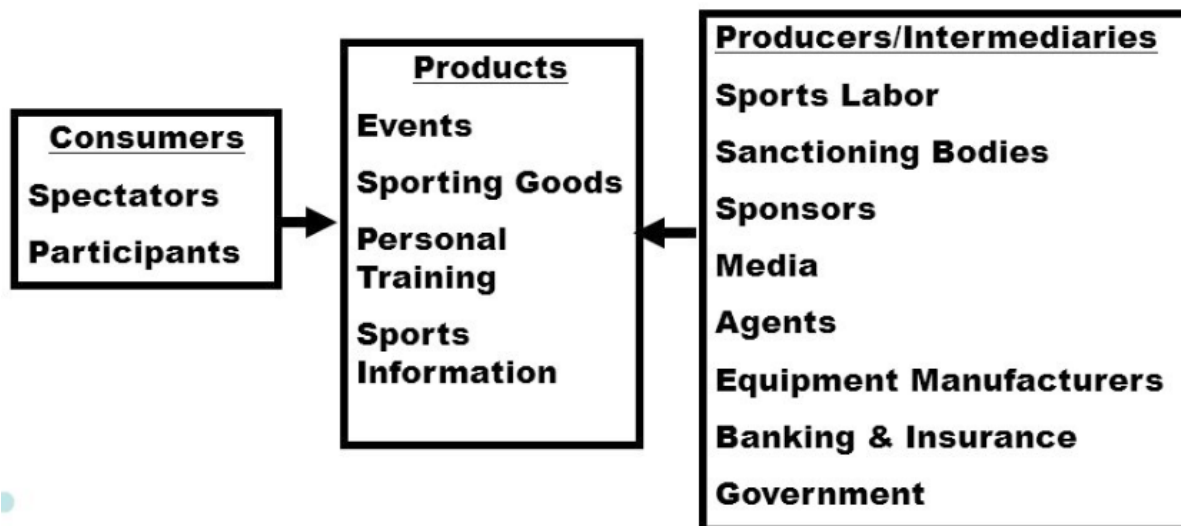 Consumers
Spectators
Participants
Products
Events
Sporting Goods
Personal
Training
Sports
Information
Producers/Intermediaries
Sports Labor
Sanctioning Bodies
Sponsors
Media
Agents
Equipment Manufacturers
Banking & Insurance
Government